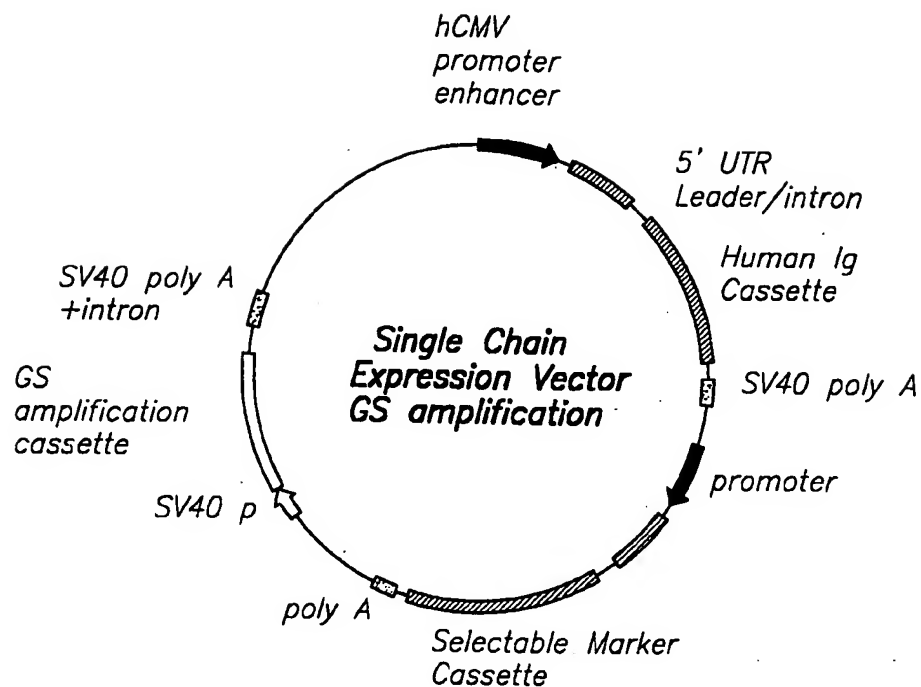 hCMV
promoter
enhancer
5' UTR
Leader/intron
Human Ig
Cassette
SV40 poly A
+intron
Single Chain
Expression Vector
GS amplification
SV40 poly A
GS
amplification
cassette
promoter
SV40 p
poly A
Selectable Marker
Cassette